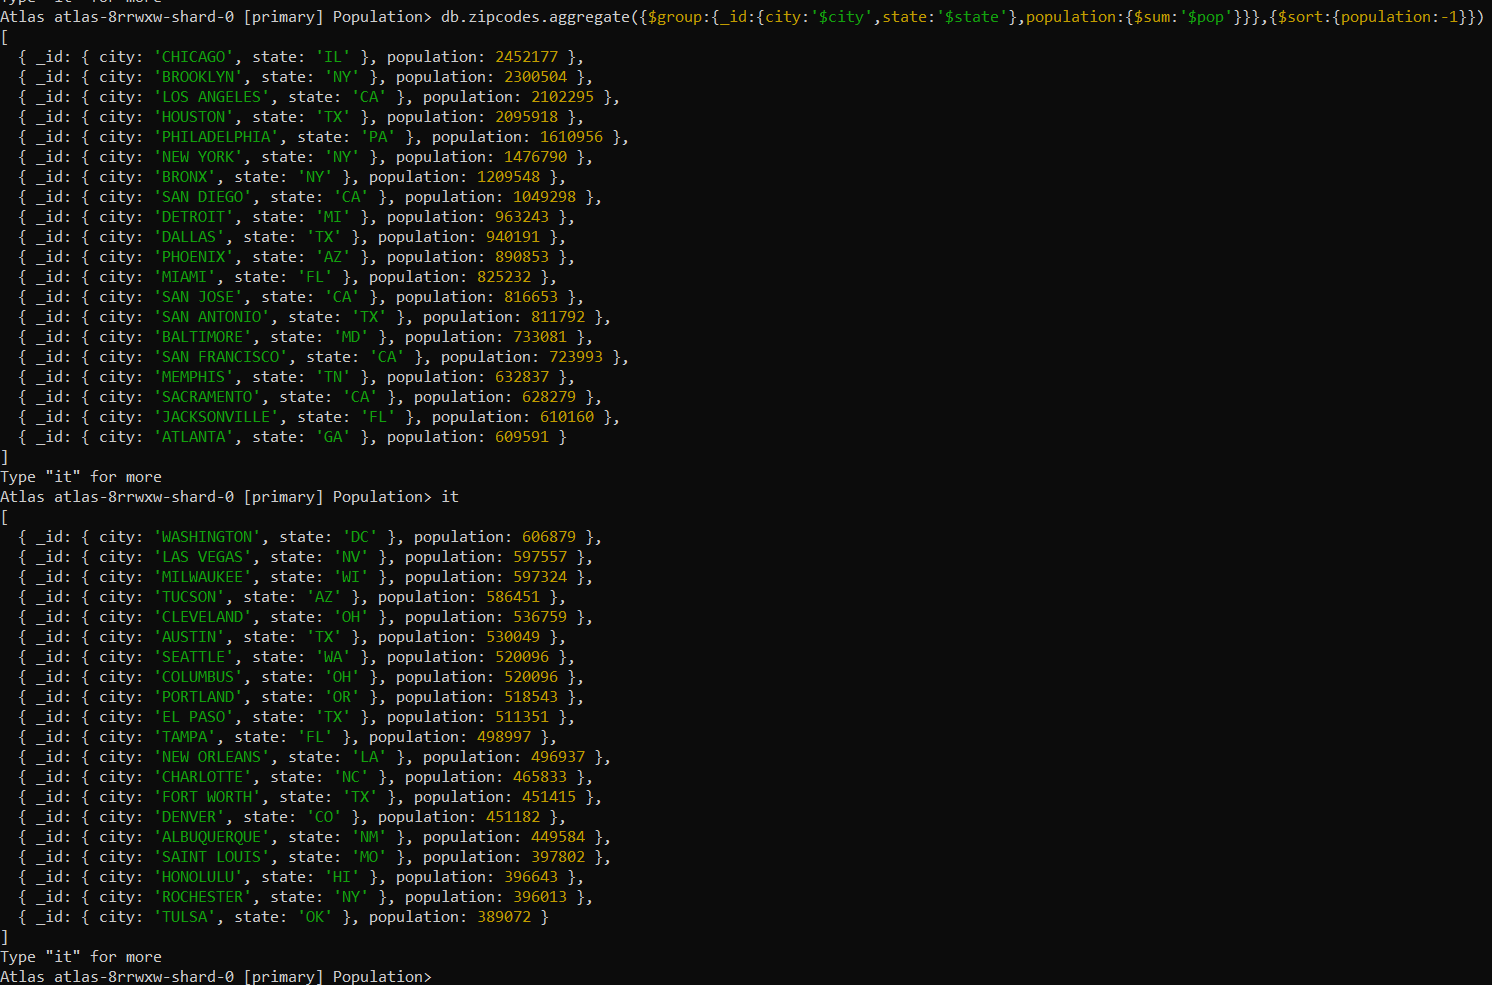 Type "it" for more
Atlas atlas-8rrwxw-shard-0 [primary] Population> db.zipcodes.aggregate({$group:{_id:{city:'$city',state:'$state'},population:{$sum:'$pop'}}},{$sort:{population:-1}})
[
  { _id: { city: 'CHICAGO', state: 'IL' }, population: 2452177 },
  { _id: { city: 'BROOKLYN', state: 'NY' }, population: 2300504 },
  { _id: { city: 'LOS ANGELES', state: 'CA' }, population: 2102295 },
  { _id: { city: 'HOUSTON', state: 'TX' }, population: 2095918 },
  { _id: { city: 'PHILADELPHIA', state: 'PA' }, population: 1610956 },
  { _id: { city: 'NEW YORK', state: 'NY' }, population: 1476790 },
  { _id: { city: 'BRONX', state: 'NY' }, population: 1209548 },
  { _id: { city: 'SAN DIEGO', state: 'CA' }, population: 1049298 },
  { _id: { city: 'DETROIT', state: 'MI' }, population: 963243 },
  { _id: { city: 'DALLAS', state: 'TX' }, population: 940191 },
  { _id: { city: 'PHOENIX', state: 'AZ' }, population: 890853 },
  { _id: { city: 'MIAMI', state: 'FL' }, population: 825232 },
  { _id: { city: 'SAN JOSE', state: 'CA' }, population: 816653 },
  { _id: { city: 'SAN ANTONIO', state: 'TX' }, population: 811792 },
  { _id: { city: 'BALTIMORE', state: 'MD' }, population: 733081 },
  { _id: { city: 'SAN FRANCISCO', state: 'CA' }, population: 723993 },
  { _id: { city: 'MEMPHIS', state: 'TN' }, population: 632837 },
  { _id: { city: 'SACRAMENTO', state: 'CA' }, population: 628279 },
  { _id: { city: 'JACKSONVILLE', state: 'FL' }, population: 610160 },
  { _id: { city: 'ATLANTA', state: 'GA' }, population: 609591 }
]
Type "it" for more
Atlas atlas-8rrwxw-shard-0 [primary] Population> it
[
  { _id: { city: 'WASHINGTON', state: 'DC' }, population: 606879 },
  { _id: { city: 'LAS VEGAS', state: 'NV' }, population: 597557 },
  { _id: { city: 'MILWAUKEE', state: 'WI' }, population: 597324 },
  { _id: { city: 'TUCSON', state: 'AZ' }, population: 586451 },
  { _id: { city: 'CLEVELAND', state: 'OH' }, population: 536759 },
  { _id: { city: 'AUSTIN', state: 'TX' }, population: 530049 },
  { _id: { city: 'SEATTLE', state: 'WA' }, population: 520096 },
  { _id: { city: 'COLUMBUS', state: 'OH' }, population: 520096 },
  { _id: { city: 'PORTLAND', state: 'OR' }, population: 518543 },
  { _id: { city: 'EL PASO', state: 'TX' }, population: 511351 },
  { _id: { city: 'TAMPA', state: 'FL' }, population: 498997 },
  { _id: { city: 'NEW ORLEANS', state: 'LA' }, population: 496937 },
  { _id: { city: 'CHARLOTTE', state: 'NC' }, population: 465833 },
  { _id: { city: 'FORT WORTH', state: 'TX' }, population: 451415 },
  { _id: { city: 'DENVER', state: 'CO' }, population: 451182 },
  { _id: { city: 'ALBUQUERQUE', state: 'NM' }, population: 449584 },
  { _id: { city: 'SAINT LOUIS', state: 'MO' }, population: 397802 },
  { _id: { city: 'HONOLULU', state: 'HI' }, population: 396643 },
  { _id: { city: 'ROCHESTER', state: 'NY' }, population: 396013 },
  { _id: { city: 'TULSA', state: 'OK' }, population: 389072 }
]
Type "it" for more
Atlas atlas-8rrwxw-shard-0 [primary] Population>